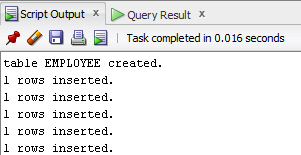 Script Output x Query Result x
Task completed in 0.016 seconds
table EMPLOYEE created.
1 rows inserted.
1 rows inserted.
1 rows inserted.
1 rows inserted.
1 rows inserted.